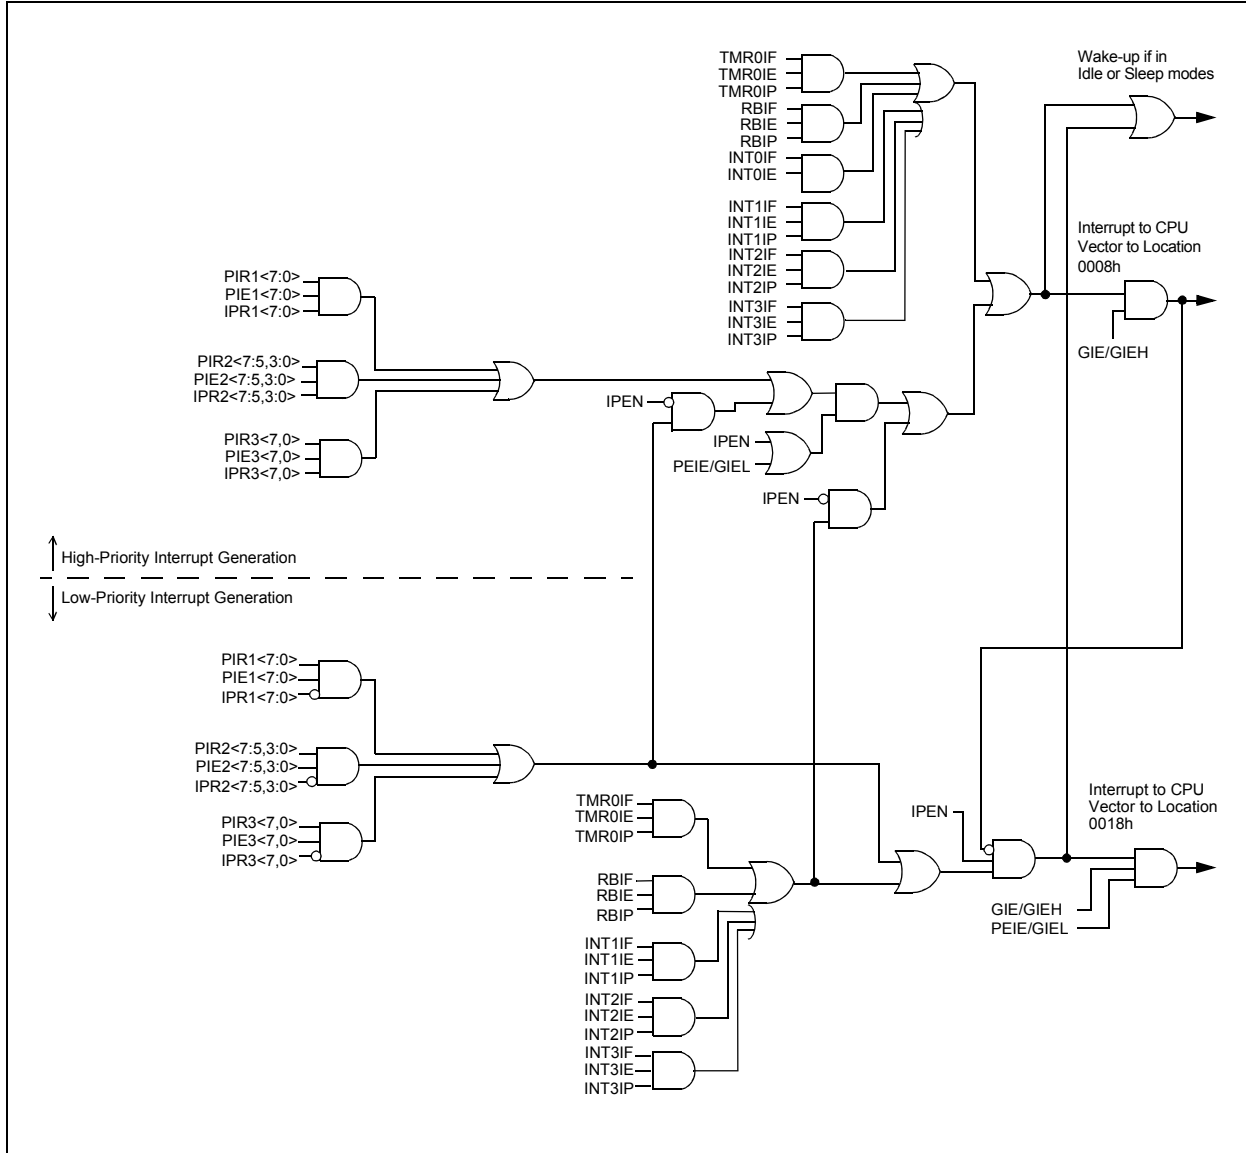 TMR0IF
TMR0IE
TMR0IP
RBIF
RBIE
RBIP
INT0IF
INT0IE
INT1IF
INT1IE
INT1IP
INT2IF
INT2IE
INT2IP
INT3IF
INT3IE
INT3IP
Wake-up if in
Idle or Sleep modes
Interrupt to CPU
Vector to Location
0008h
GIE/GIEH
PIR1<7:0>
PIE1<7:0>
IPR1<7:0>
PIR2<7:5,3:0>
PIE2<7:5,3:0>
IPR2<7:5,3:0>
PIR3<7,0>
PIE3<7,0>
IPR3<7,0>
IPEN
IPEN
PEIE/GIEL
IPEN
High-Priority Interrupt Generation
Low-Priority Interrupt Generation
PIR1<7:0>
PIE1<7:0>
IPR1<7:0>
PIR2<7:5,3:0>
PIE2<7:5,3:0>
IPR2<7:5,3:0>
PIR3<7,0>
PIE3<7,0>
IPR3<7,0>
TMR0IF
TMR0IE
TMR0IP
RBIF
RBIE
RBIP
INT1IF
INT1IE
INT1IP
INT2IF
INT2IE
INT2IP
INT3IF
INT3IE
INT3IP
IPEN
Interrupt to CPU
Vector to Location
0018h
GIE/GIEH
PEIE/GIEL